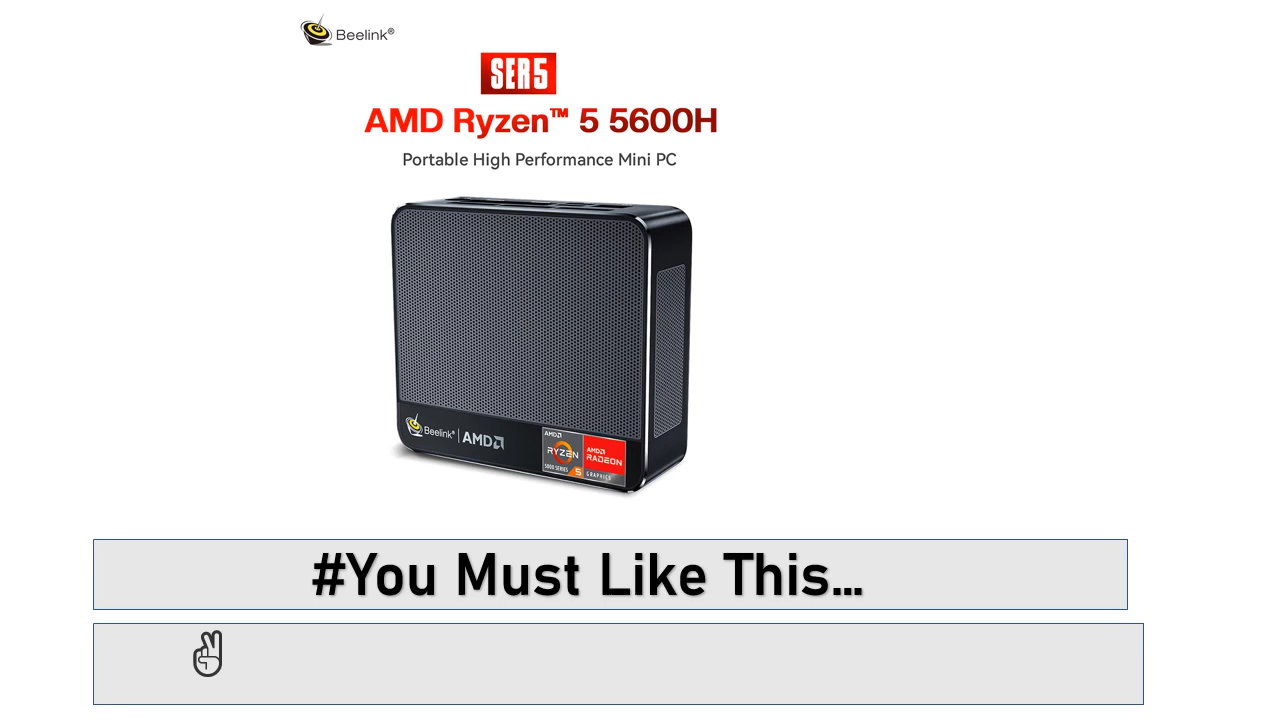 Beelink®
SER5
AMD Ryzen™ 5 5600H
Portable High Performance Mini PC
Beelink® | AMD
AMD
RYZEN
5000 SERIES 5
AMD
RADEON
GRAPHICS
#You Must Like This...
✌